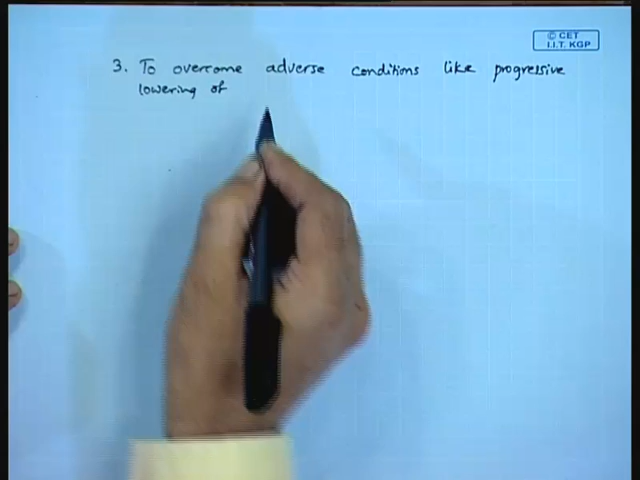 © CET
I.I.T. KGP
3. To overcome adverse conditions like progressive
lowering of